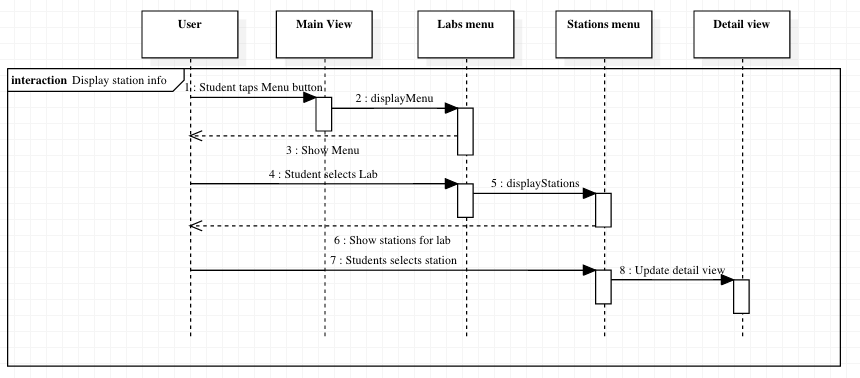 User
Main View
Labs menu
Stations menu
Detail view
interaction Display station info
1 : Student taps Menu button
2 : displayMenu
3 : Show Menu
4 : Student selects Lab
5 : displayStations
6 : Show stations for lab
7 : Students selects station
8 : Update detail view